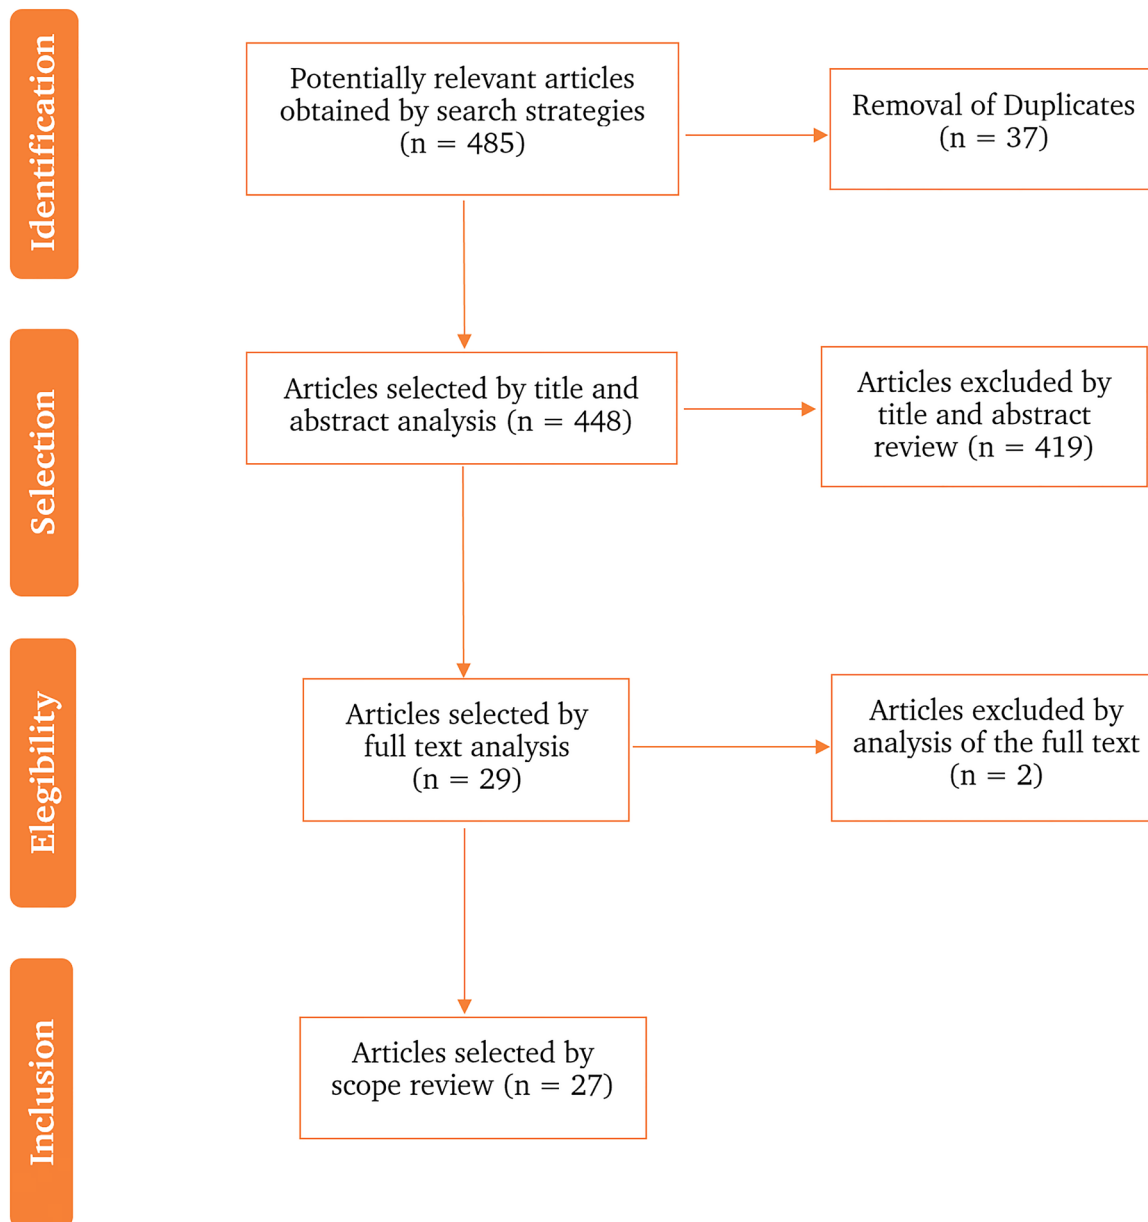 Identification
Potentially relevant articles
obtained by search strategies
(n = 485)
Removal of Duplicates
(n = 37)
Selection
Articles selected by title and
abstract analysis (n = 448)
Articles excluded by
title and abstract
review (n = 419)
Elegibility
Articles selected by
full text analysis
(n = 29)
Articles excluded by
analysis of the full text
(n = 2)
Inclusion
Articles selected by
scope review (n = 27)